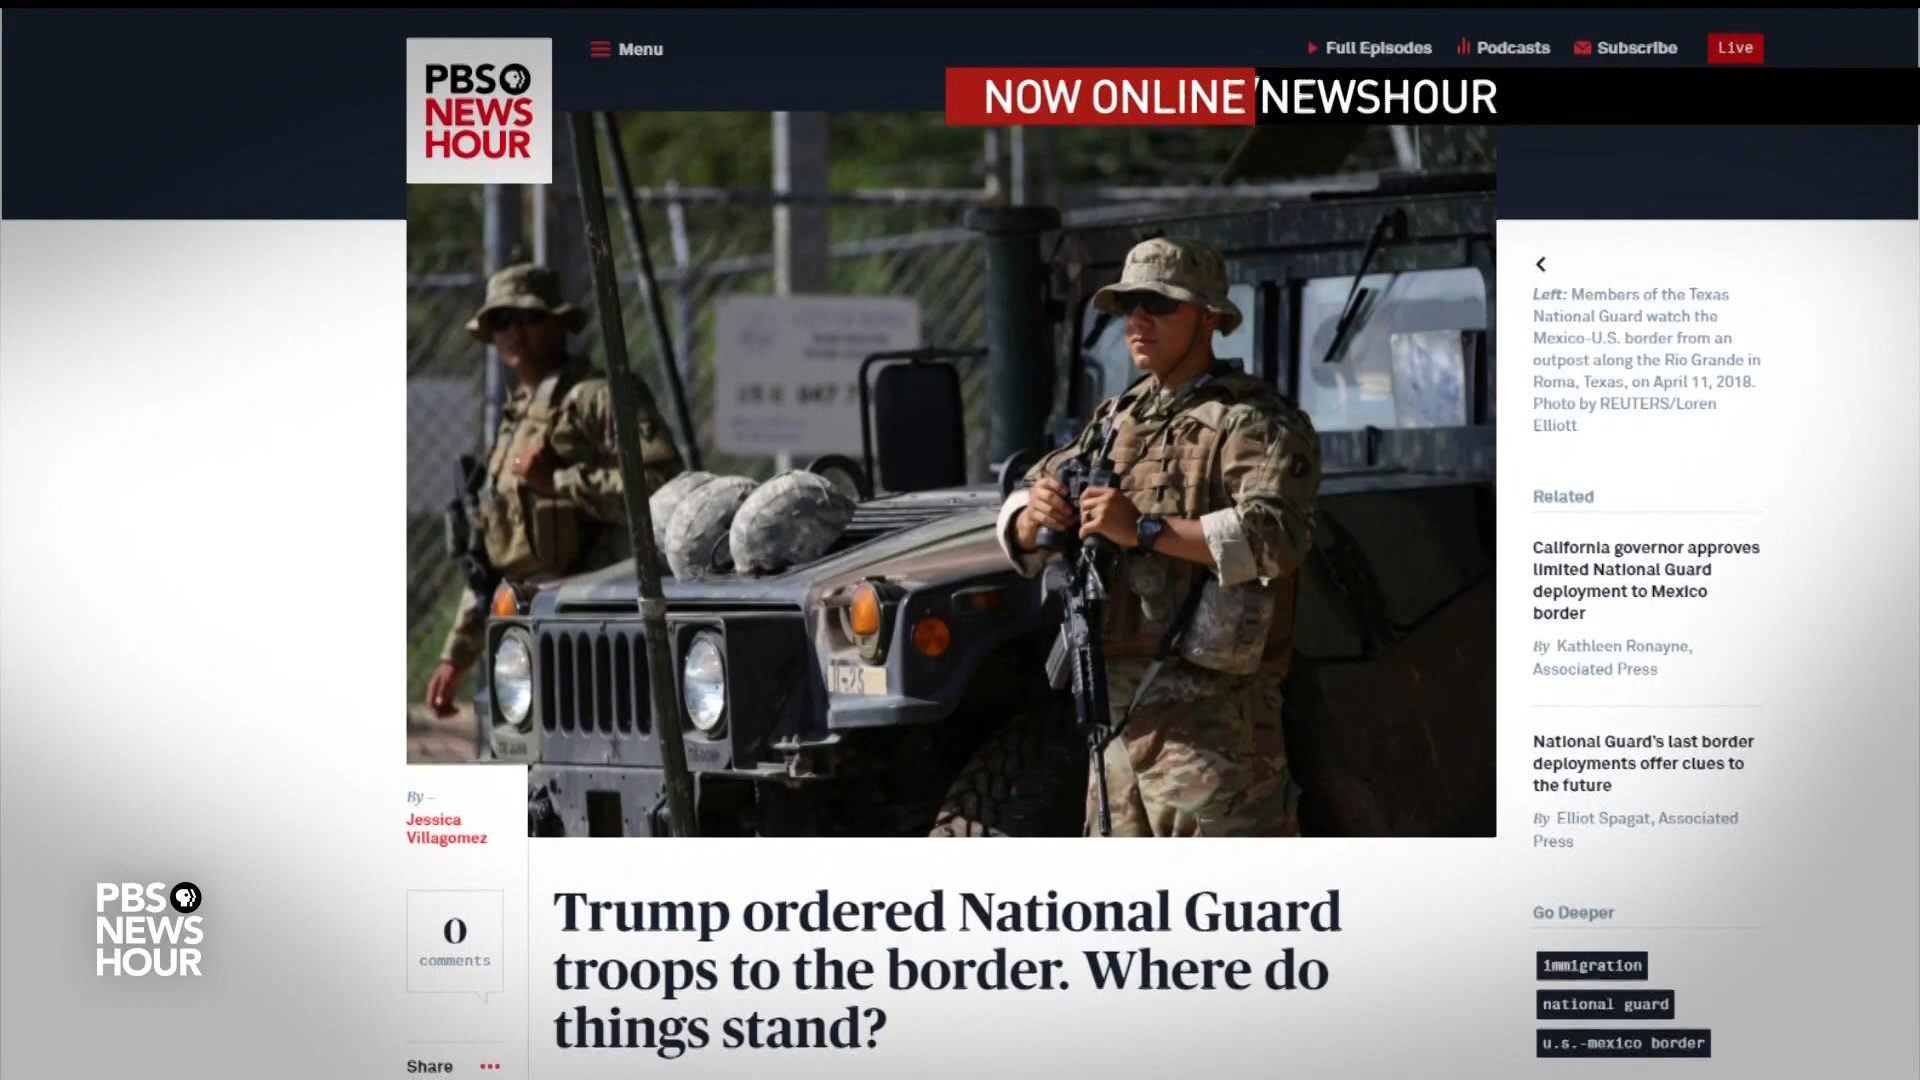 PBS
NEWS
HOUR
Menu
Full Episodes
Podcasts
Subscribe
Live
NOW ONLINE/NEWSHOUR
Left: Members of the Texas
National Guard watch the
Mexico-U.S. border from an
outpost along the Rio Grande in
Roma, Texas, on April 11, 2018.
Photo by REUTERS/Loren
Elliott
Related
California governor approves
limited National Guard
deployment to Mexico
border
By Kathleen Ronayne,
Associated Press
National Guard's last border
deployments offer clues to
the future
By Elliot Spagat, Associated
Press
Go Deeper
immigration
national guard
u.s.-mexico border
By –
Jessica
Villagomez
0
comments
Share
Trump ordered National Guard
troops to the border. Where do
things stand?
PBS
NEWS
HOUR